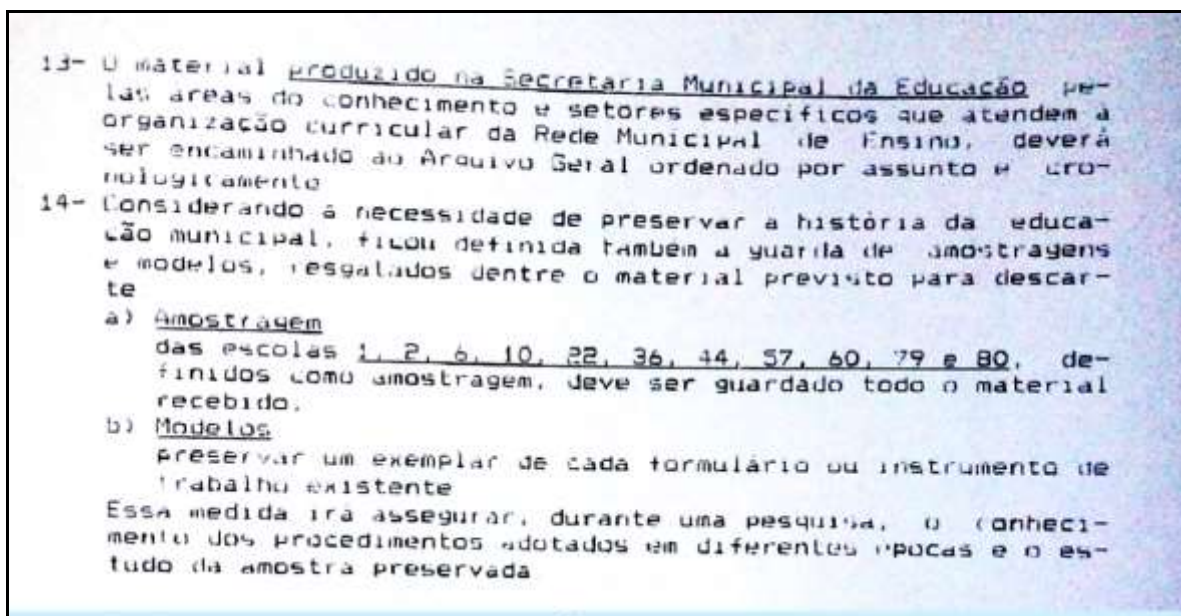 13- O material produzido na Secretaria Municipal da Educação pe-
las áreas do conhecimento e setores específicos que atendem à
organização curricular da Rede Municipal de Ensino, deverá
ser encaminhado ao Arquivo Geral ordenado por assunto e cro-
nologicamente
14- Considerando à necessidade de preservar a história da educa-
ção municipal, ficou definida também a guarda de amostragens
e modelos, resgatados dentre o material previsto para descar-
te
a) Amostragem
das escolas 1, 2, 6, 10, 22, 36, 44, 57, 60, 79 e 80, de-
finidos como amostragem, deve ser guardado todo o material
recebido.
b) Modelos
preservar um exemplar de cada formulário ou instrumento de
trabalho existente
Essa medida irá assegurar, durante uma pesquisa, o conheci-
mento dos procedimentos adotados em diferentes épocas e o es-
tudo da amostra preservada